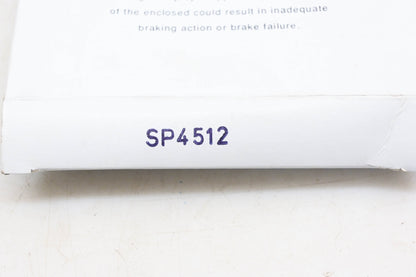 of the enclosed could result in inadequate
braking action or brake failure.
SP4512